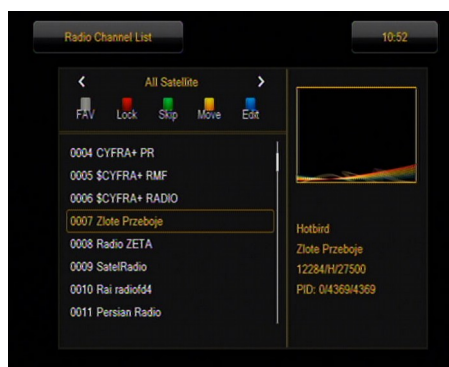 Radio Channel List
10:52
All Satellite
FAV Lock Skip Move Edit
0004 CYFRA+ PR
0005 $CYFRA+ RMF
0006 $CYFRA+ RADIO
0007 Zlote Przeboje
0008 Radio ZETA
0009 SatelRadio
0010 Rai radiofd4
0011 Persian Radio
Hotbird
Zlote Przeboje
12284/H/27500
PID: 0/4369/4369